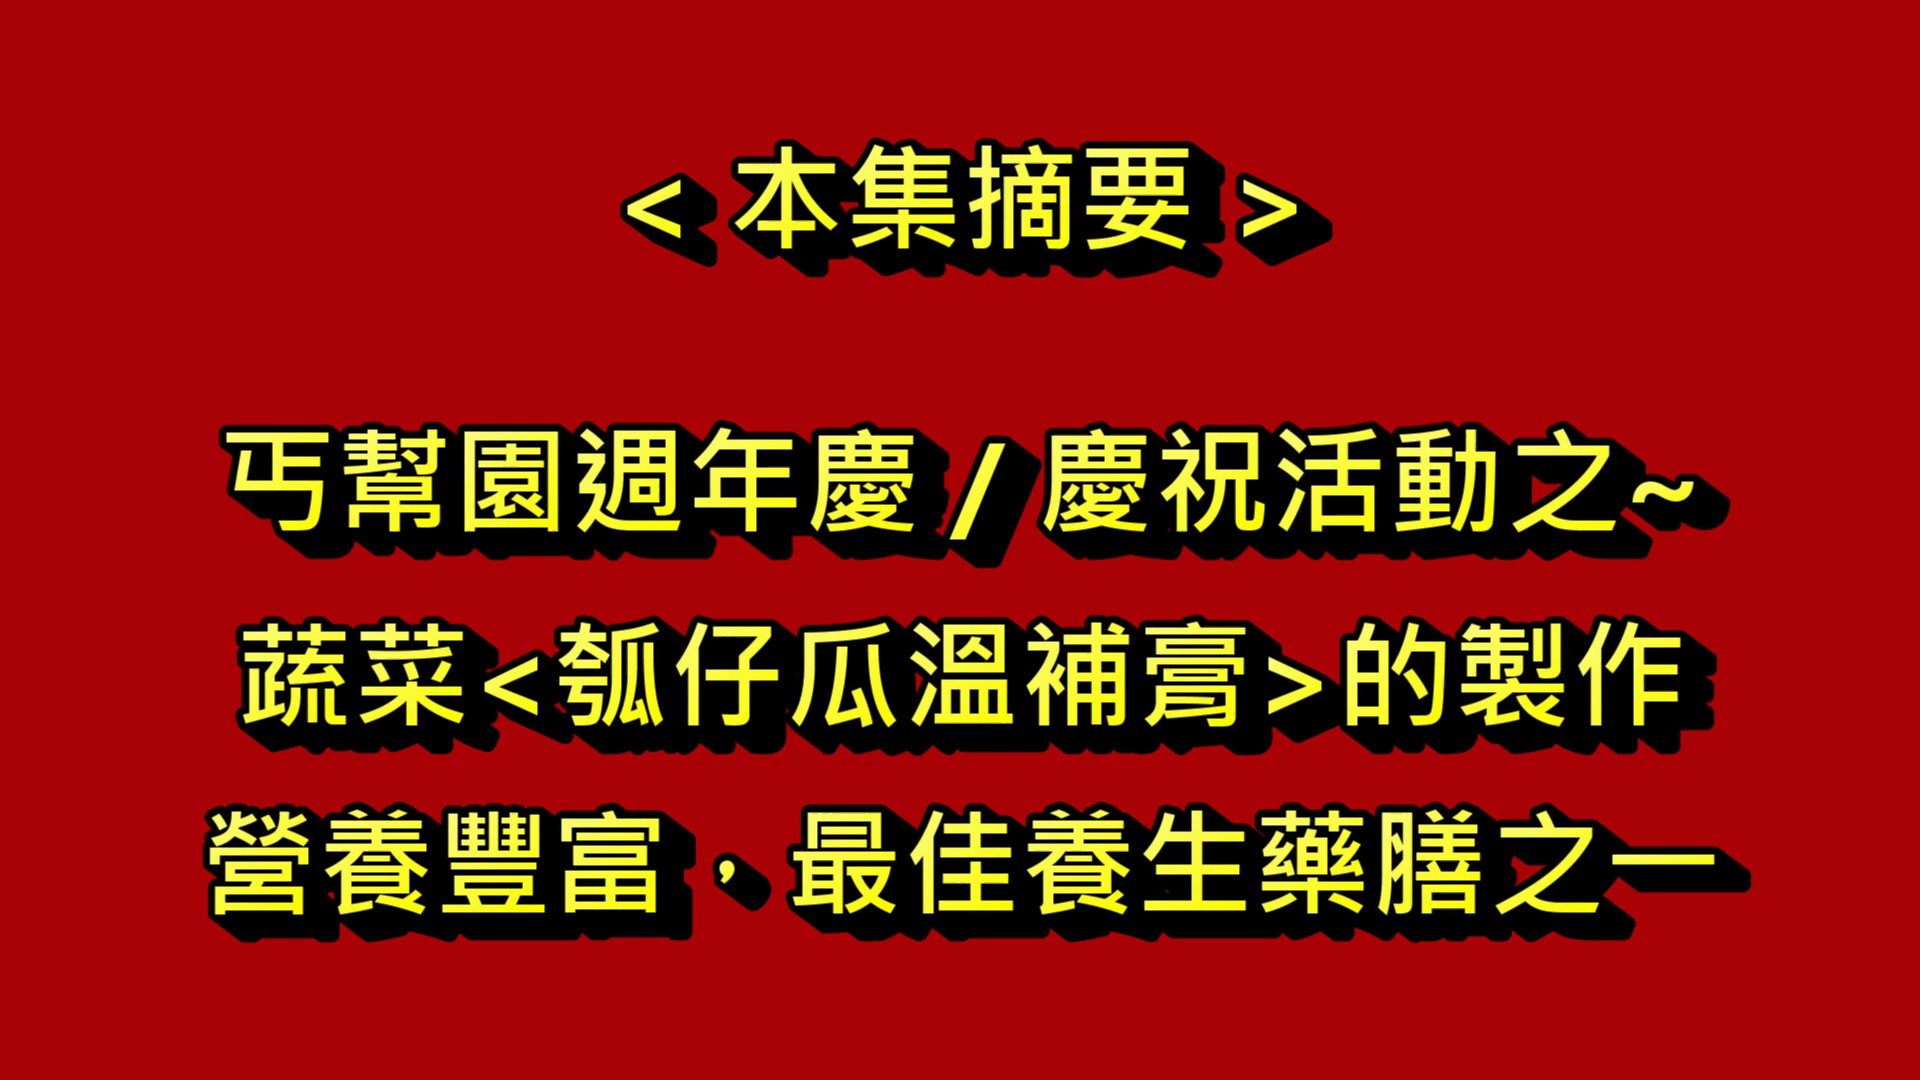 < 本集摘要 >
丐幫園週年慶 / 慶祝活動之~
蔬菜<瓠仔瓜溫補膏>的製作
營養豐富，最佳養生藥膳之一